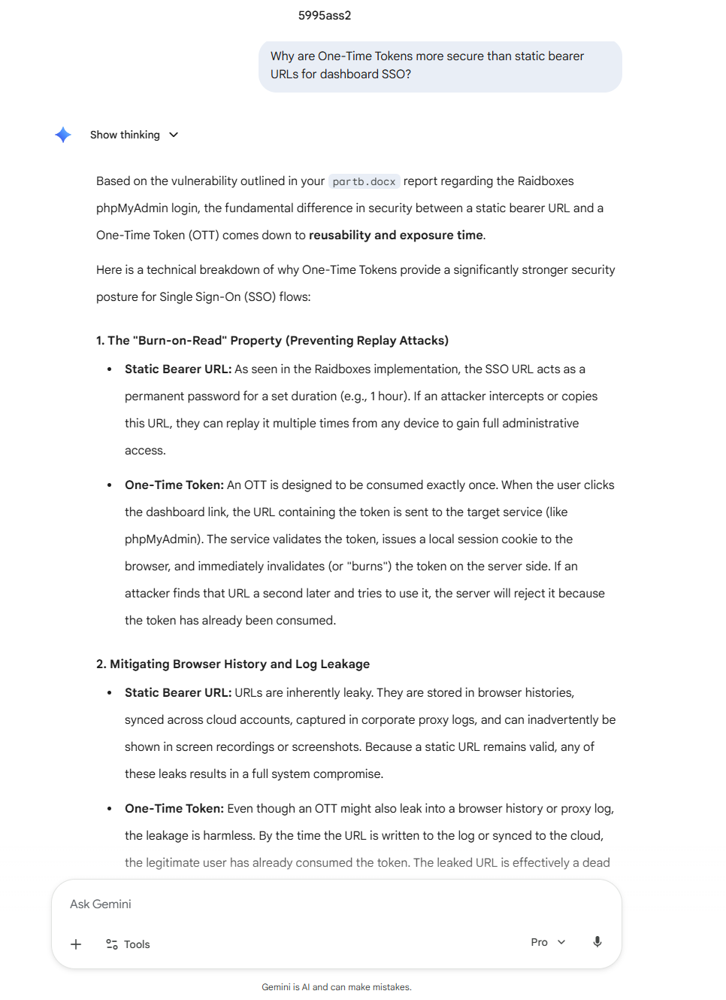 5995ass2
Why are One-Time Tokens more secure than static bearer
URLs for dashboard SSO?
Show thinking
Based on the vulnerability outlined in your partb.docx report regarding the Raidboxes
phpMyAdmin login, the fundamental difference in security between a static bearer URL and a
One-Time Token (OTT) comes down to reusability and exposure time.
Here is a technical breakdown of why One-Time Tokens provide a significantly stronger security
posture for Single Sign-On (SSO) flows:
1. The "Burn-on-Read" Property (Preventing Replay Attacks)
• Static Bearer URL: As seen in the Raidboxes implementation, the SSO URL acts as a
permanent password for a set duration (e.g., 1 hour). If an attacker intercepts or copies
this URL, they can replay it multiple times from any device to gain full administrative
access.
• One-Time Token: An OTT is designed to be consumed exactly once. When the user clicks
the dashboard link, the URL containing the token is sent to the target service (like
phpMyAdmin). The service validates the token, issues a local session cookie to the
browser, and immediately invalidates (or "burns") the token on the server side. If an
attacker finds that URL a second later and tries to use it, the server will reject it because
the token has already been consumed.
2. Mitigating Browser History and Log Leakage
• Static Bearer URL: URLs are inherently leaky. They are stored in browser histories,
synced across cloud accounts, captured in corporate proxy logs, and can inadvertently be
shown in screen recordings or screenshots. Because a static URL remains valid, any of
these leaks results in a full system compromise.
• One-Time Token: Even though an OTT might also leak into a browser history or proxy log,
the leakage is harmless. By the time the URL is written to the log or synced to the cloud,
the legitimate user has already consumed the token. The leaked URL is effectively a dead
Ask Gemini
Tools
Pro
Gemini is AI and can make mistakes.